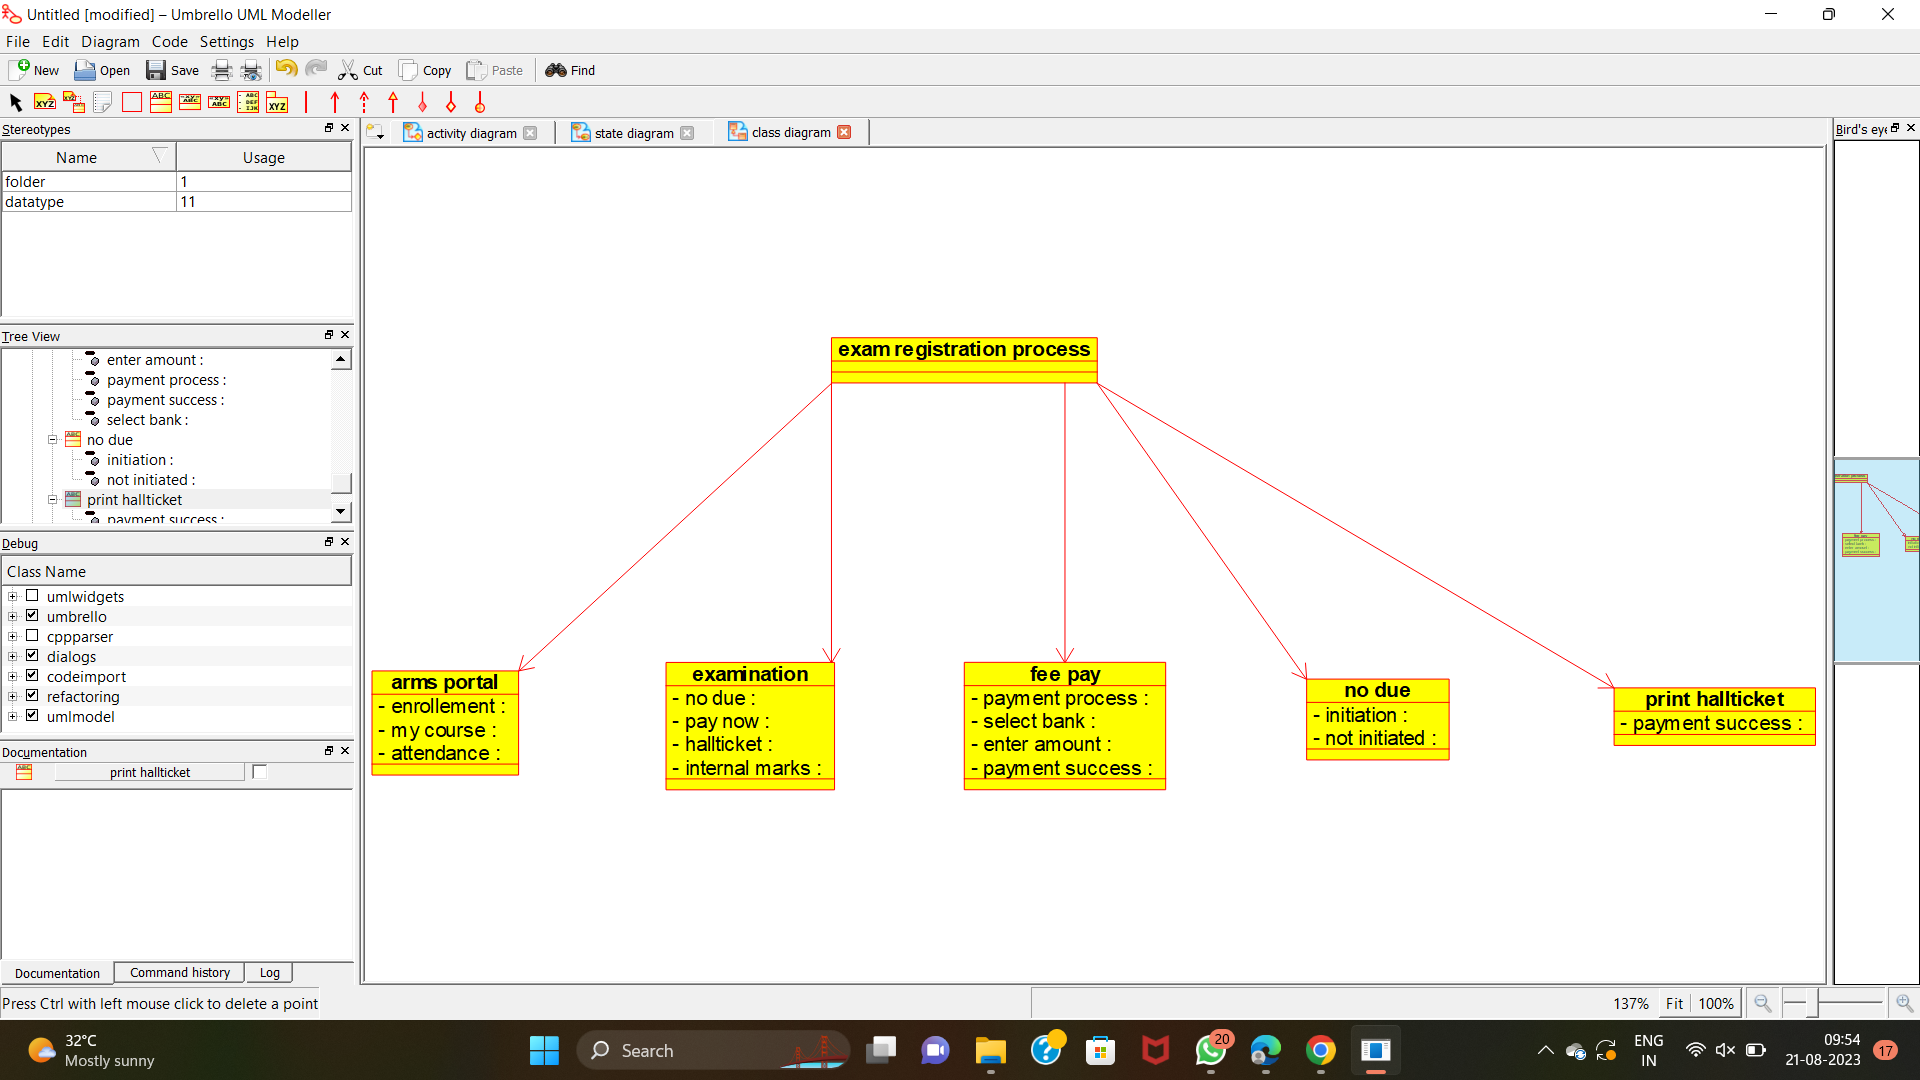 Untitled [modified] – Umbrello UML Modeller
File Edit Diagram Code Settings Help
New Open Save Cut Copy Paste Find
Stereotypes
Name Usage
folder 1
datatype 11
Tree View
enter amount :
payment process :
payment success :
select bank :
no due
initiation :
not initiated :
print hallticket
payment success :
Debug
Class Name
umlwidgets
umbrello
cppparser
dialogs
codeimport
refactoring
umlmodel
Documentation
print hallticket
Documentation Command history Log
Press Ctrl with left mouse click to delete a point
activity diagram state diagram class diagram
Bird's eye
exam registration process
arms portal
- enrollement :
- my course :
- attendance :
examination
- no due :
- pay now :
- hallticket :
- internal marks :
fee pay
- payment process :
- select bank :
- enter amount :
- payment success :
no due
- initiation :
- not initiated :
print hallticket
- payment success :
137% Fit 100%
32°C
Mostly sunny
Search
20
ENG
IN
09:54
21-08-2023
17